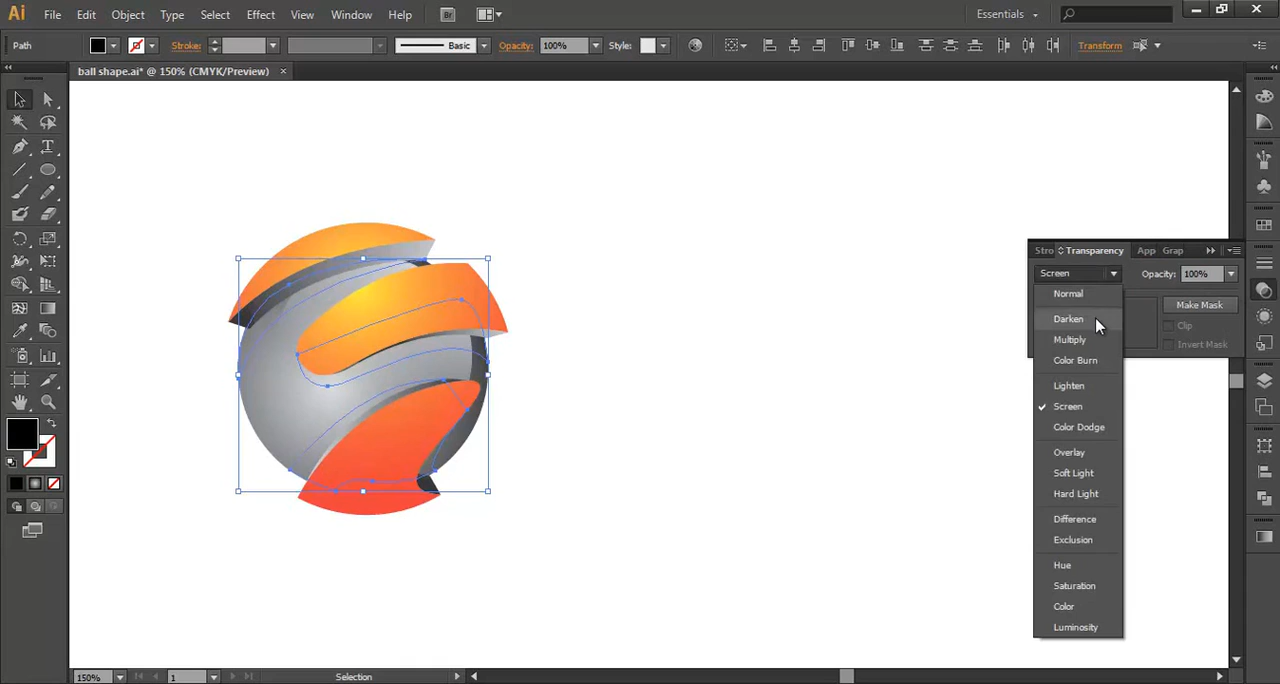 Ai File Edit Object Type Select Effect View Window Help Br Essentials
Path Stroke: Basic Opacity: 100% Style: Transform
ball shape.ai* @ 150% (CMYK/Preview)
Stro Transparency App Grap
Screen Opacity: 100%
Normal
Make Mask
Darken
Clip
Multiply
Invert Mask
Color Burn
Lighten
Screen
Color Dodge
Overlay
Soft Light
Hard Light
Difference
Exclusion
Hue
Saturation
Color
Luminosity
150% 1 Selection